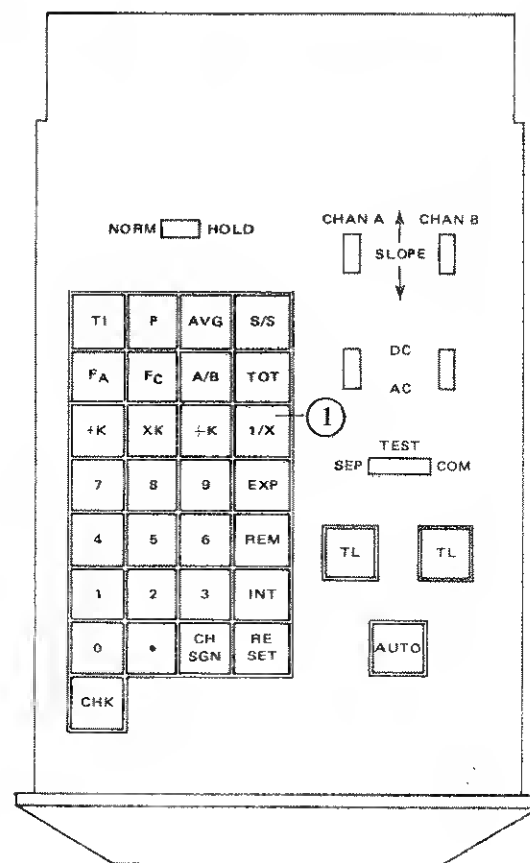 CHAN A CHAN B
NORM HOLD
SLOPE
TI P AVG S/S
FA FC A/B TOT
DC
AC
+K XK ÷K 1/X
1
TEST
SEP COM
7 8 9 EXP
4 5 6 REM
TL TL
1 2 3 INT
0 • CH SGN RE SET
AUTO
CHK